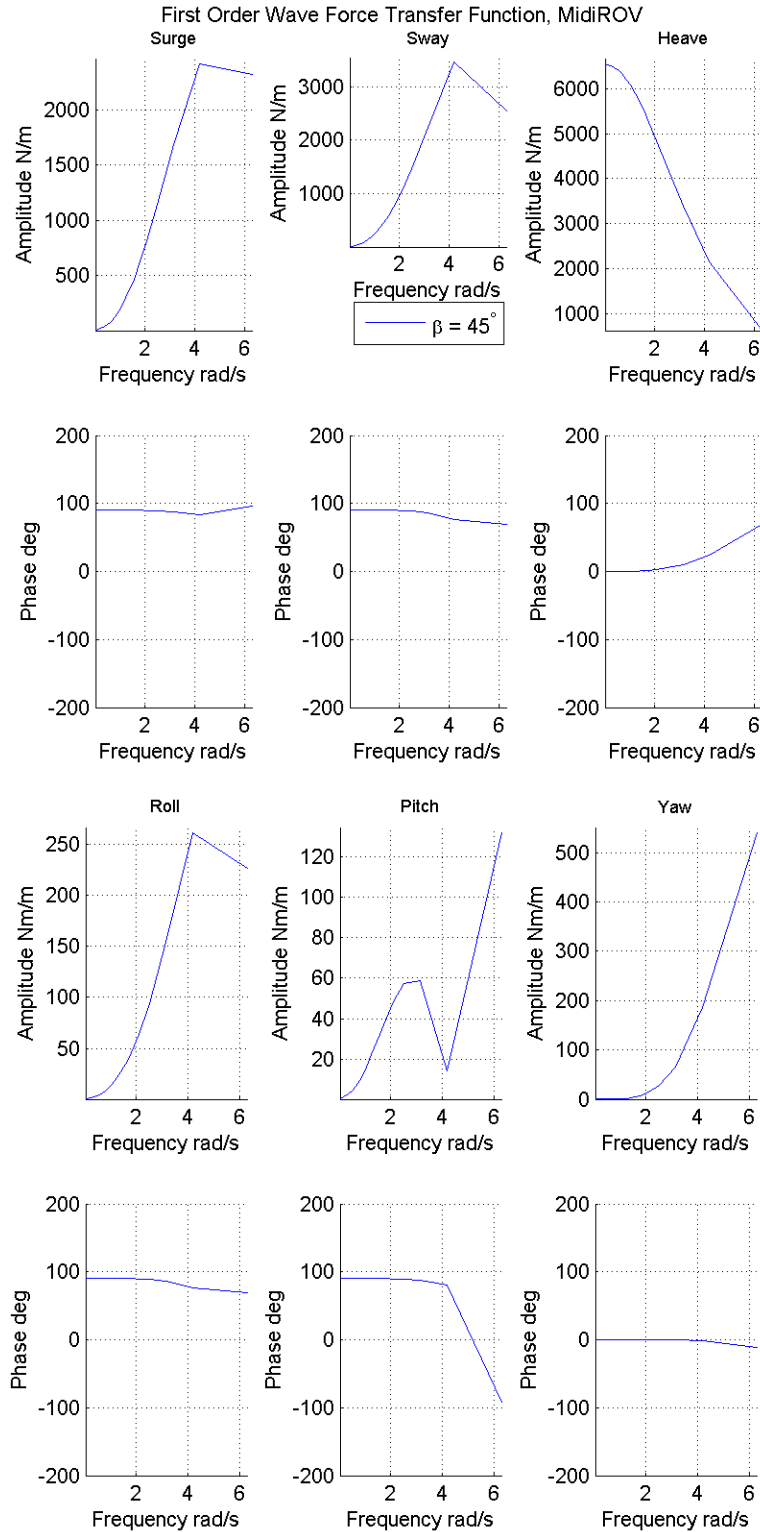 First Order Wave Force Transfer Function, MidiROV
Surge
Sway
Heave
Amplitude N/m
2000
1500
1000
500
2 4 6
Frequency rad/s
Amplitude N/m
3000
2000
1000
2 4 6
Frequency rad/s
β = 45°
Amplitude N/m
6000
5000
4000
3000
2000
1000
2 4 6
Frequency rad/s
Phase deg
200
100
0
-100
-200
2 4 6
Frequency rad/s
Phase deg
200
100
0
-100
-200
2 4 6
Frequency rad/s
Phase deg
200
100
0
-100
-200
2 4 6
Frequency rad/s
Roll
Pitch
Yaw
Amplitude Nm/m
250
200
150
100
50
2 4 6
Frequency rad/s
Amplitude Nm/m
120
100
80
60
40
20
2 4 6
Frequency rad/s
Amplitude Nm/m
500
400
300
200
100
0
2 4 6
Frequency rad/s
Phase deg
200
100
0
-100
-200
2 4 6
Frequency rad/s
Phase deg
200
100
0
-100
-200
2 4 6
Frequency rad/s
Phase deg
200
100
0
-100
-200
2 4 6
Frequency rad/s